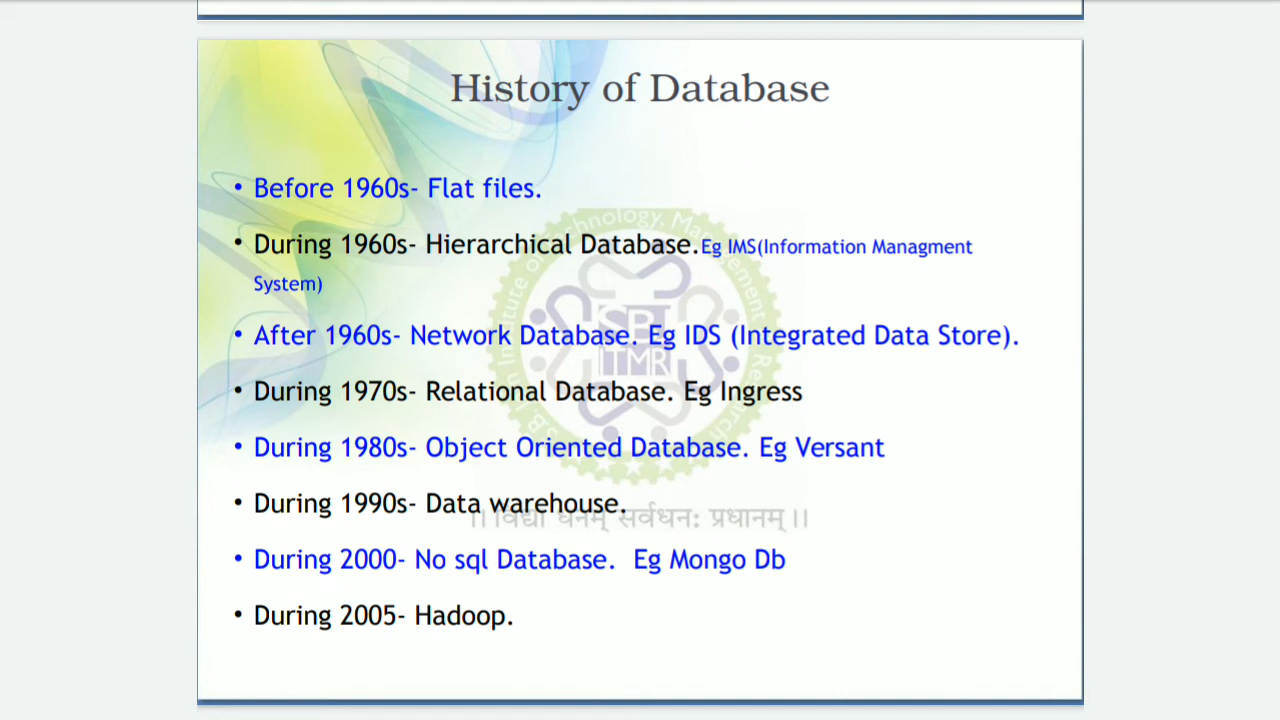 History of Database
• Before 1960s- Flat files.
• During 1960s- Hierarchical Database.Eg IMS(Information Managment
System)
• After 1960s- Network Database. Eg IDS (Integrated Data Store).
• During 1970s- Relational Database. Eg Ingress
• During 1980s- Object Oriented Database. Eg Versant
• During 1990s- Data warehouse.
• During 2000- No sql Database. Eg Mongo Db
• During 2005- Hadoop.
SBJ
ITMR
।। विद्या धनम् सर्वधन: प्रधानम् ।।